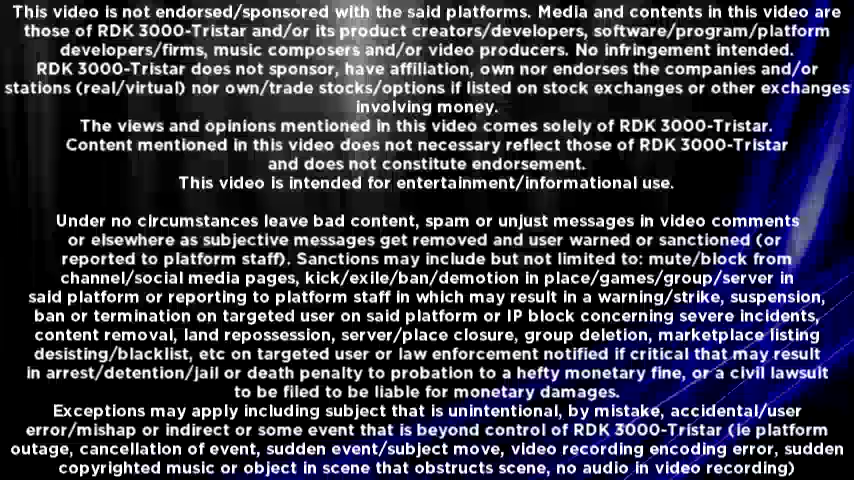 This video is not endorsed/sponsored with the said platforms. Media and contents in this video are
those of RDK 3000-Tristar and/or its product creators/developers, software/program/platform
developers/firms, music composers and/or video producers. No infringement intended.
RDK 3000-Tristar does not sponsor, have affiliation, own nor endorses the companies and/or
stations (real/virtual) nor own/trade stocks/options if listed on stock exchanges or other exchanges
involving money.
The views and opinions mentioned in this video comes solely of RDK 3000-Tristar.
Content mentioned in this video does not necessary reflect those of RDK 3000-Tristar
and does not constitute endorsement.
This video is intended for entertainment/informational use.
Under no circumstances leave bad content, spam or unjust messages in video comments
or elsewhere as subjective messages get removed and user warned or sanctioned (or
reported to platform staff). Sanctions may include but not limited to: mute/block from
channel/social media pages, kick/exile/ban/demotion in place/games/group/server in
said platform or reporting to platform staff in which may result in a warning/strike, suspension,
ban or termination on targeted user on said platform or IP block concerning severe incidents,
content removal, land repossession, server/place closure, group deletion, marketplace listing
desisting/blacklist, etc on targeted user or law enforcement notified if critical that may result
in arrest/detention/jail or death penalty to probation to a hefty monetary fine, or a civil lawsuit
to be filed to be liable for monetary damages.
Exceptions may apply including subject that is unintentional, by mistake, accidental/user
error/mishap or indirect or some event that is beyond control of RDK 3000-Tristar (ie platform
outage, cancellation of event, sudden event/subject move, video recording encoding error, sudden
copyrighted music or object in scene that obstructs scene, no audio in video recording)